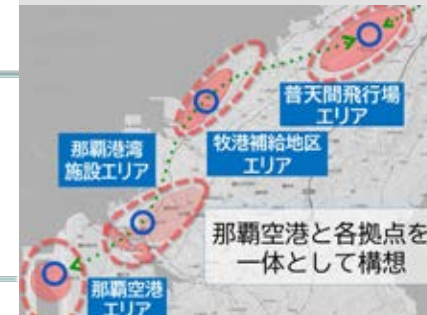 普天間飛行場
エリア
牧港補給地区
エリア
那覇港湾
施設エリア
那覇空港と各拠点を
一体として構想
那覇空港
エリア